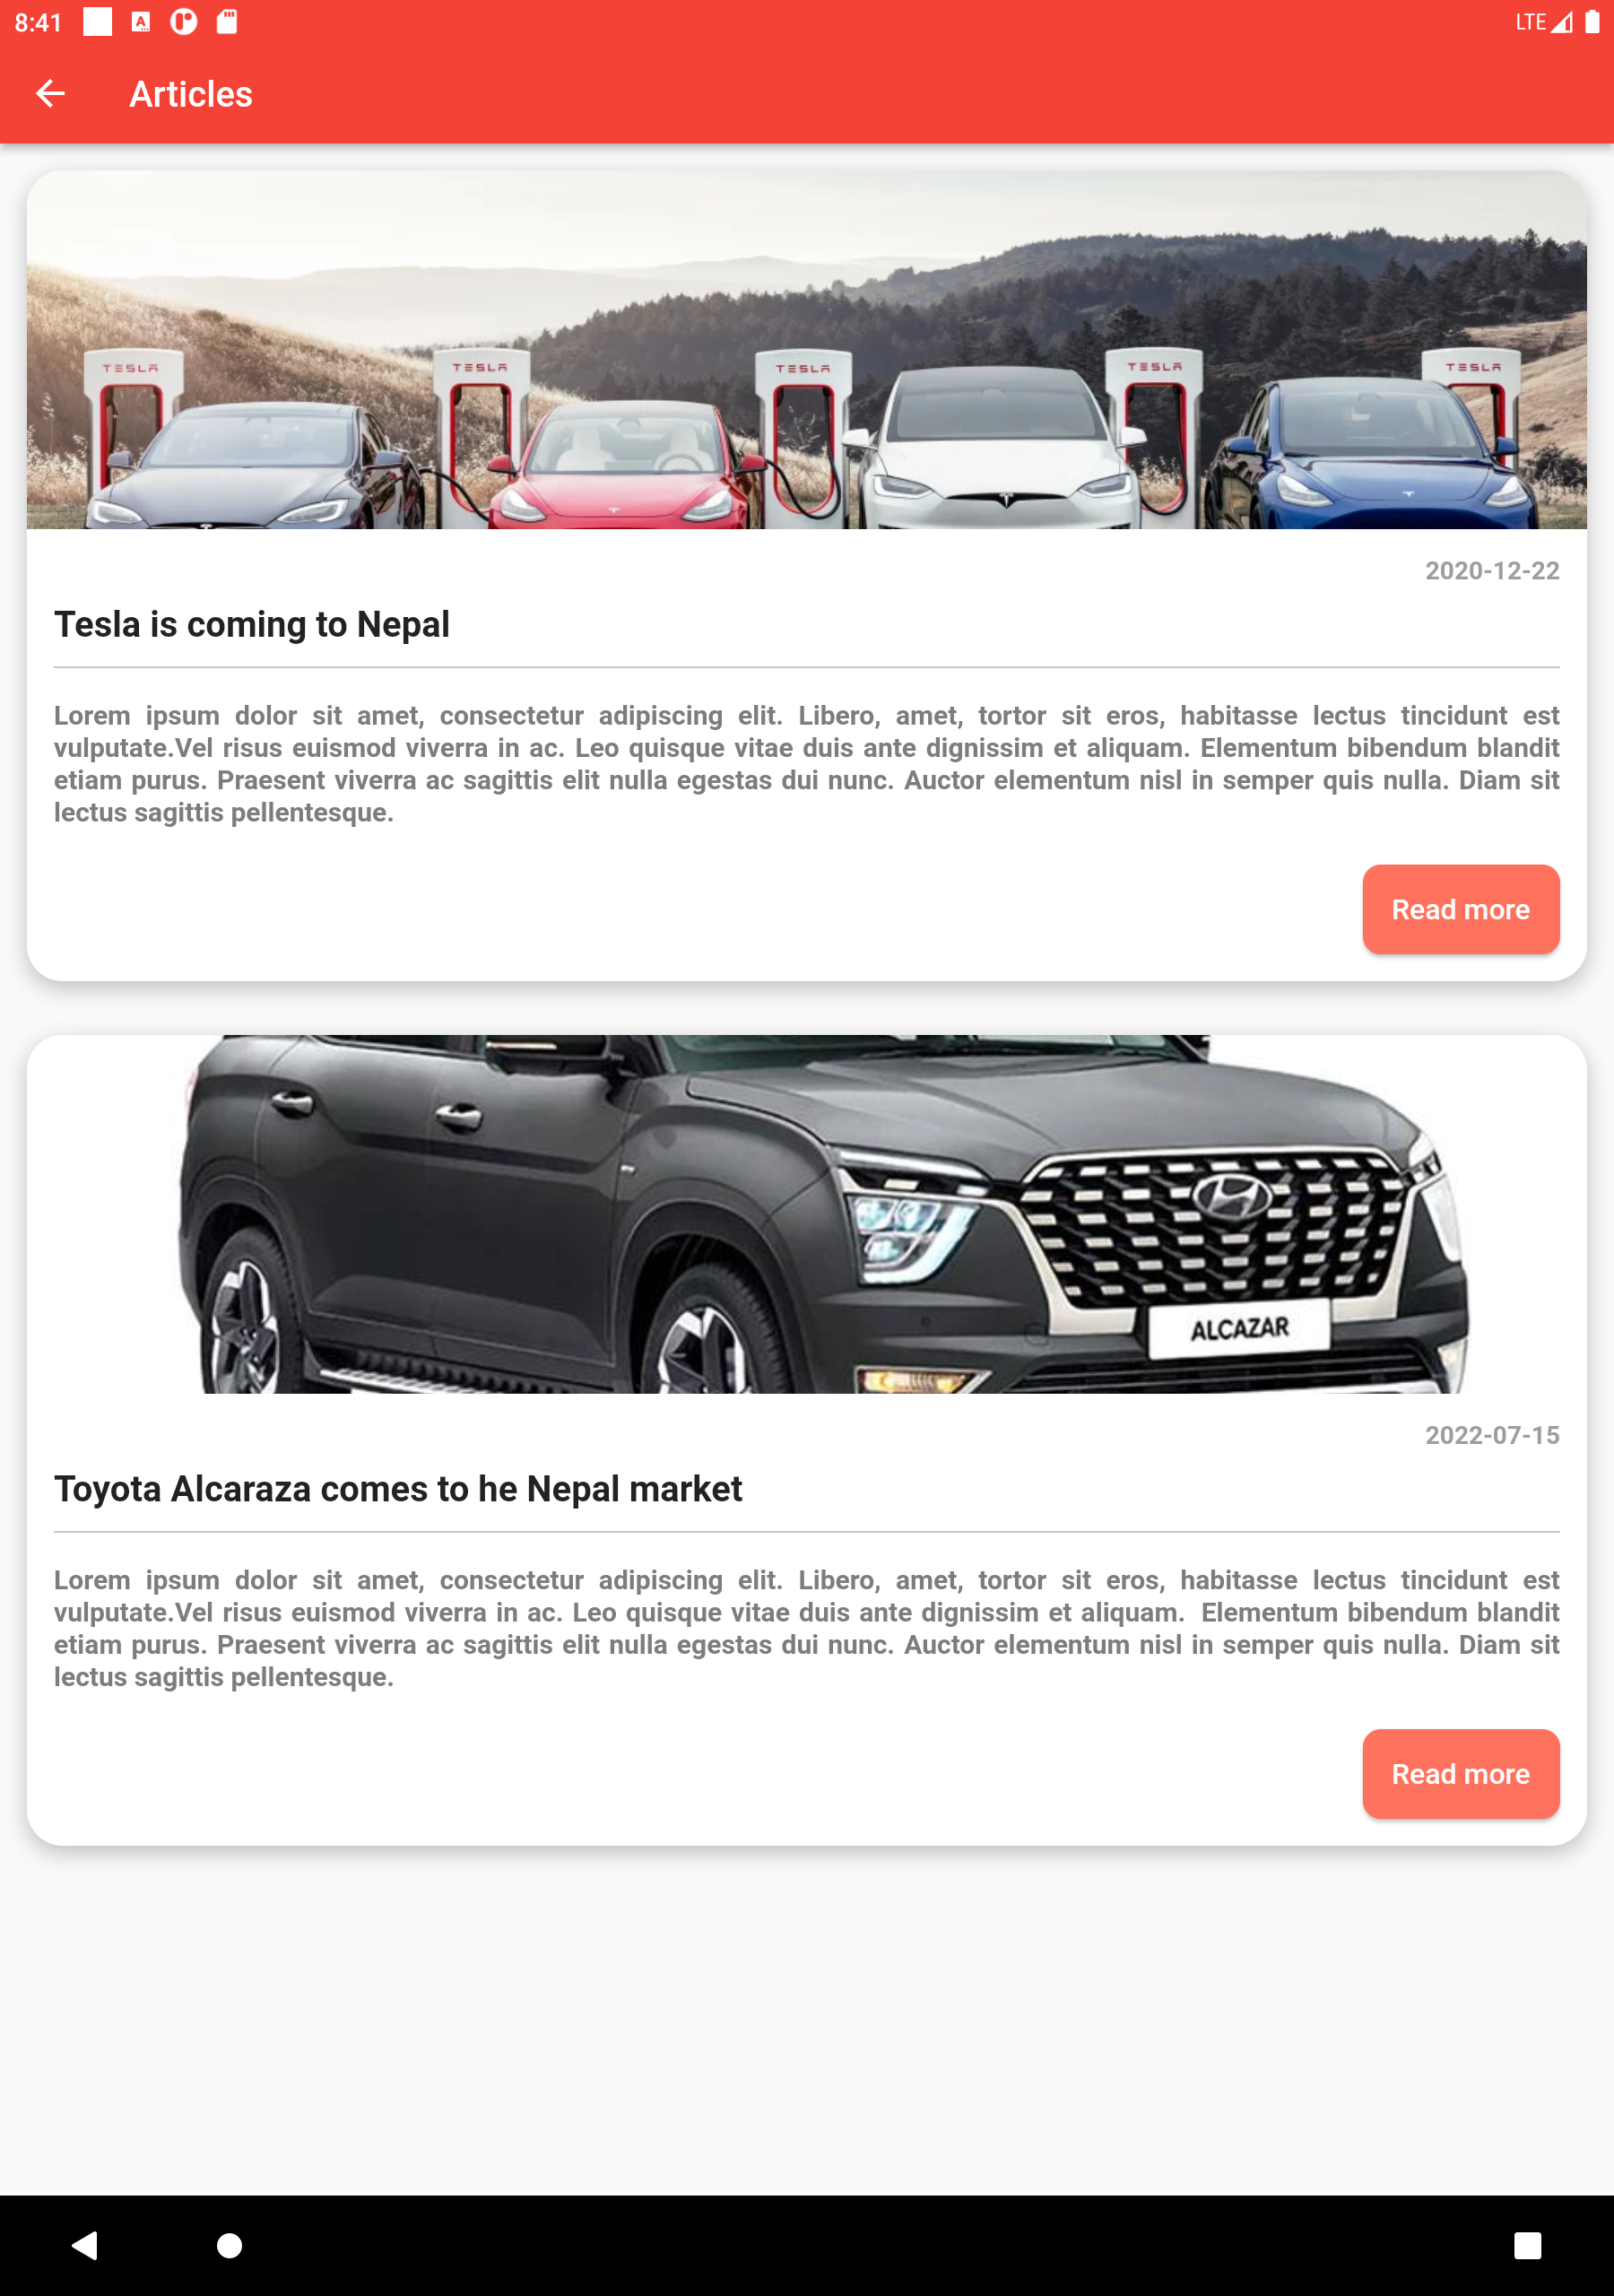 8:41
LTE
Articles
TESLA TESLA TESLA TESLA TESLA
2020-12-22
Tesla is coming to Nepal
Lorem ipsum dolor sit amet, consectetur adipiscing elit. Libero, amet, tortor sit eros, habitasse lectus tincidunt est
vulputate.Vel risus euismod viverra in ac. Leo quisque vitae duis ante dignissim et aliquam. Elementum bibendum blandit
etiam purus. Praesent viverra ac sagittis elit nulla egestas dui nunc. Auctor elementum nisl in semper quis nulla. Diam sit
lectus sagittis pellentesque.
Read more
ALCAZAR
2022-07-15
Toyota Alcaraza comes to he Nepal market
Lorem ipsum dolor sit amet, consectetur adipiscing elit. Libero, amet, tortor sit eros, habitasse lectus tincidunt est
vulputate.Vel risus euismod viverra in ac. Leo quisque vitae duis ante dignissim et aliquam.  Elementum bibendum blandit
etiam purus. Praesent viverra ac sagittis elit nulla egestas dui nunc. Auctor elementum nisl in semper quis nulla. Diam sit
lectus sagittis pellentesque.
Read more